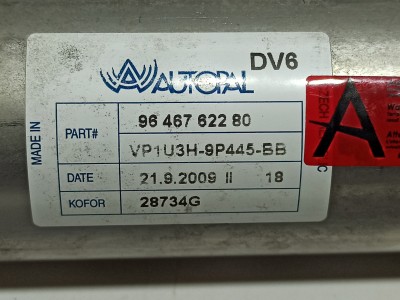 DV6
AUTOPAL
MADE IN
PART# 96 467 622 80
VP1U3H-9P445-BB
DATE 21.9.2009 II 18
KOFOR 28734G
A
CZECH